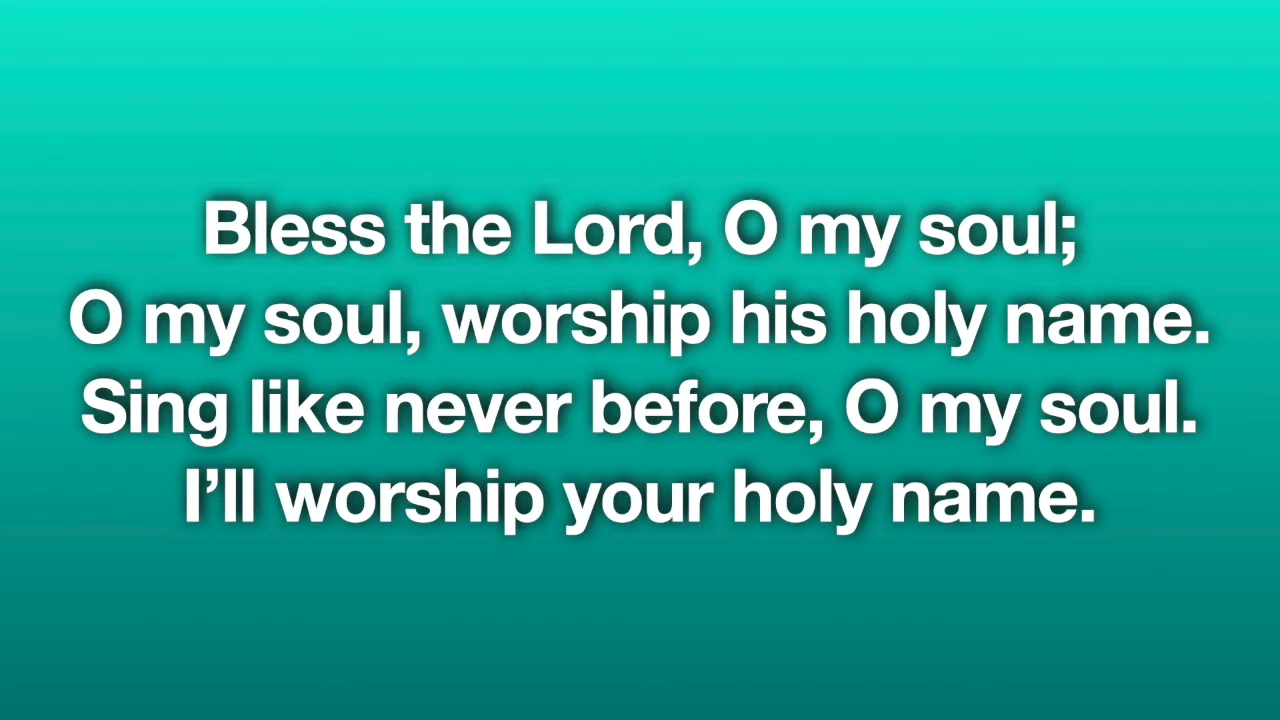 Bless the Lord, O my soul;
O my soul, worship his holy name.
Sing like never before, O my soul.
I’ll worship your holy name.